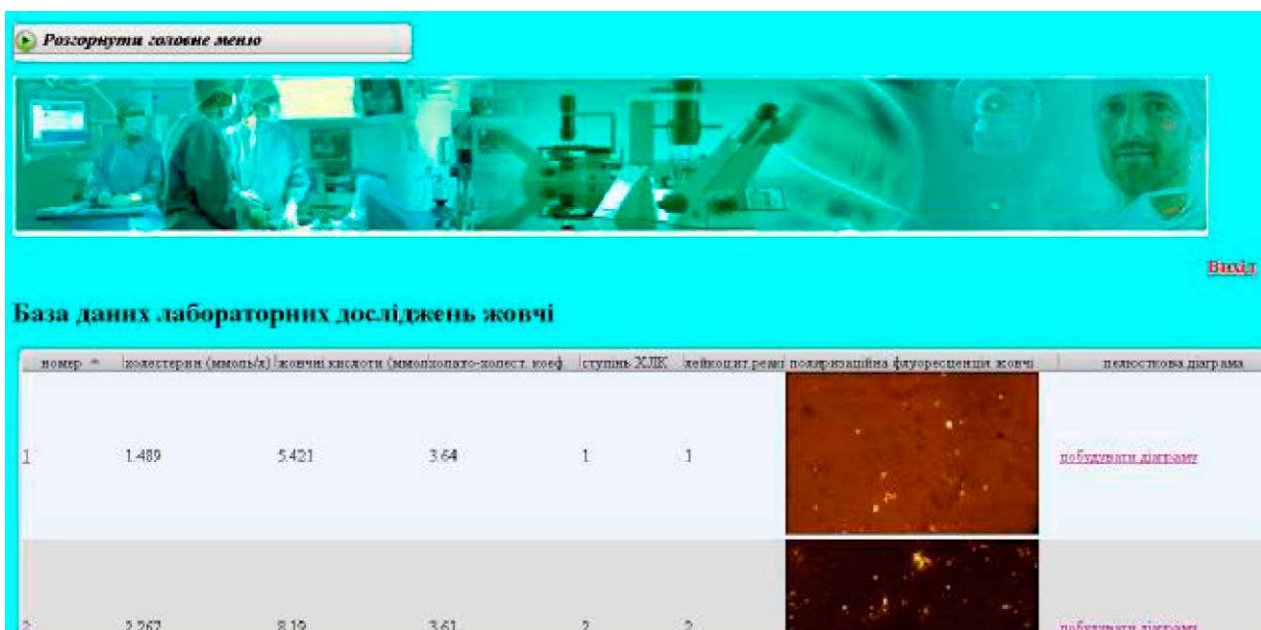 Розгорнути головне меню
Вихід
База даних лабораторних досліджень жовчі
номер холестерин (ммоль/л) жовчні кислоти (ммол холато-холест. коеф ступінь ХЛК лейкоцит.реакц поляризаційна флуоресценція жовчі пелюсткова діаграма
1 1.489 5.421 3.64 1 1 побудувати діаграму
2 2.267 8.19 3.61 2 2 побудувати діаграму